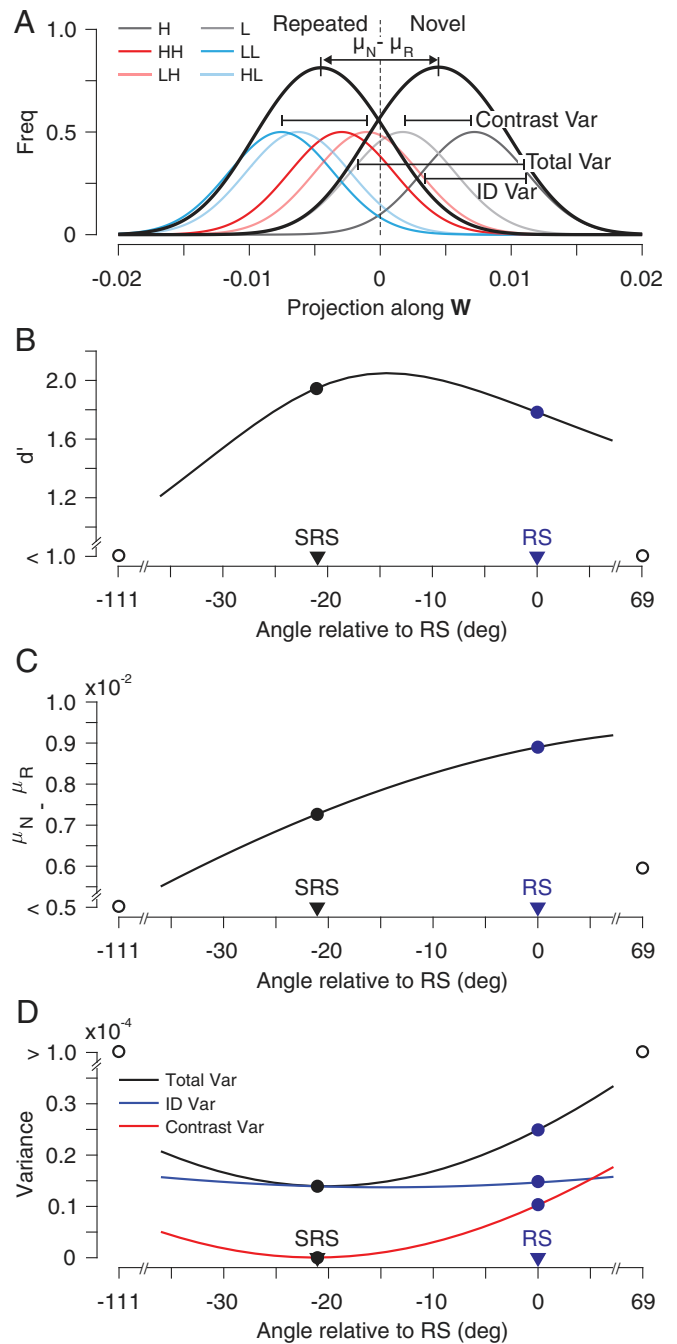 A
H
HH
LH
L
LL
HL
Repeated Novel
μN - μR
Contrast Var
Total Var
ID Var
Freq
1.0
0.5
0
-0.02 -0.01 0 0.01 0.02
Projection along W
B
d'
2.0
1.6
1.2
< 1.0
SRS RS
-111 -30 -20 -10 0 69
Angle relative to RS (deg)
C
x10-2
μN - μR
1.0
0.9
0.8
0.7
0.6
< 0.5
SRS RS
-111 -30 -20 -10 0 69
Angle relative to RS (deg)
D
x10-4
Variance
> 1.0
Total Var
ID Var
Contrast Var
0.3
0.2
0.1
0
SRS RS
-111 -30 -20 -10 0 69
Angle relative to RS (deg)